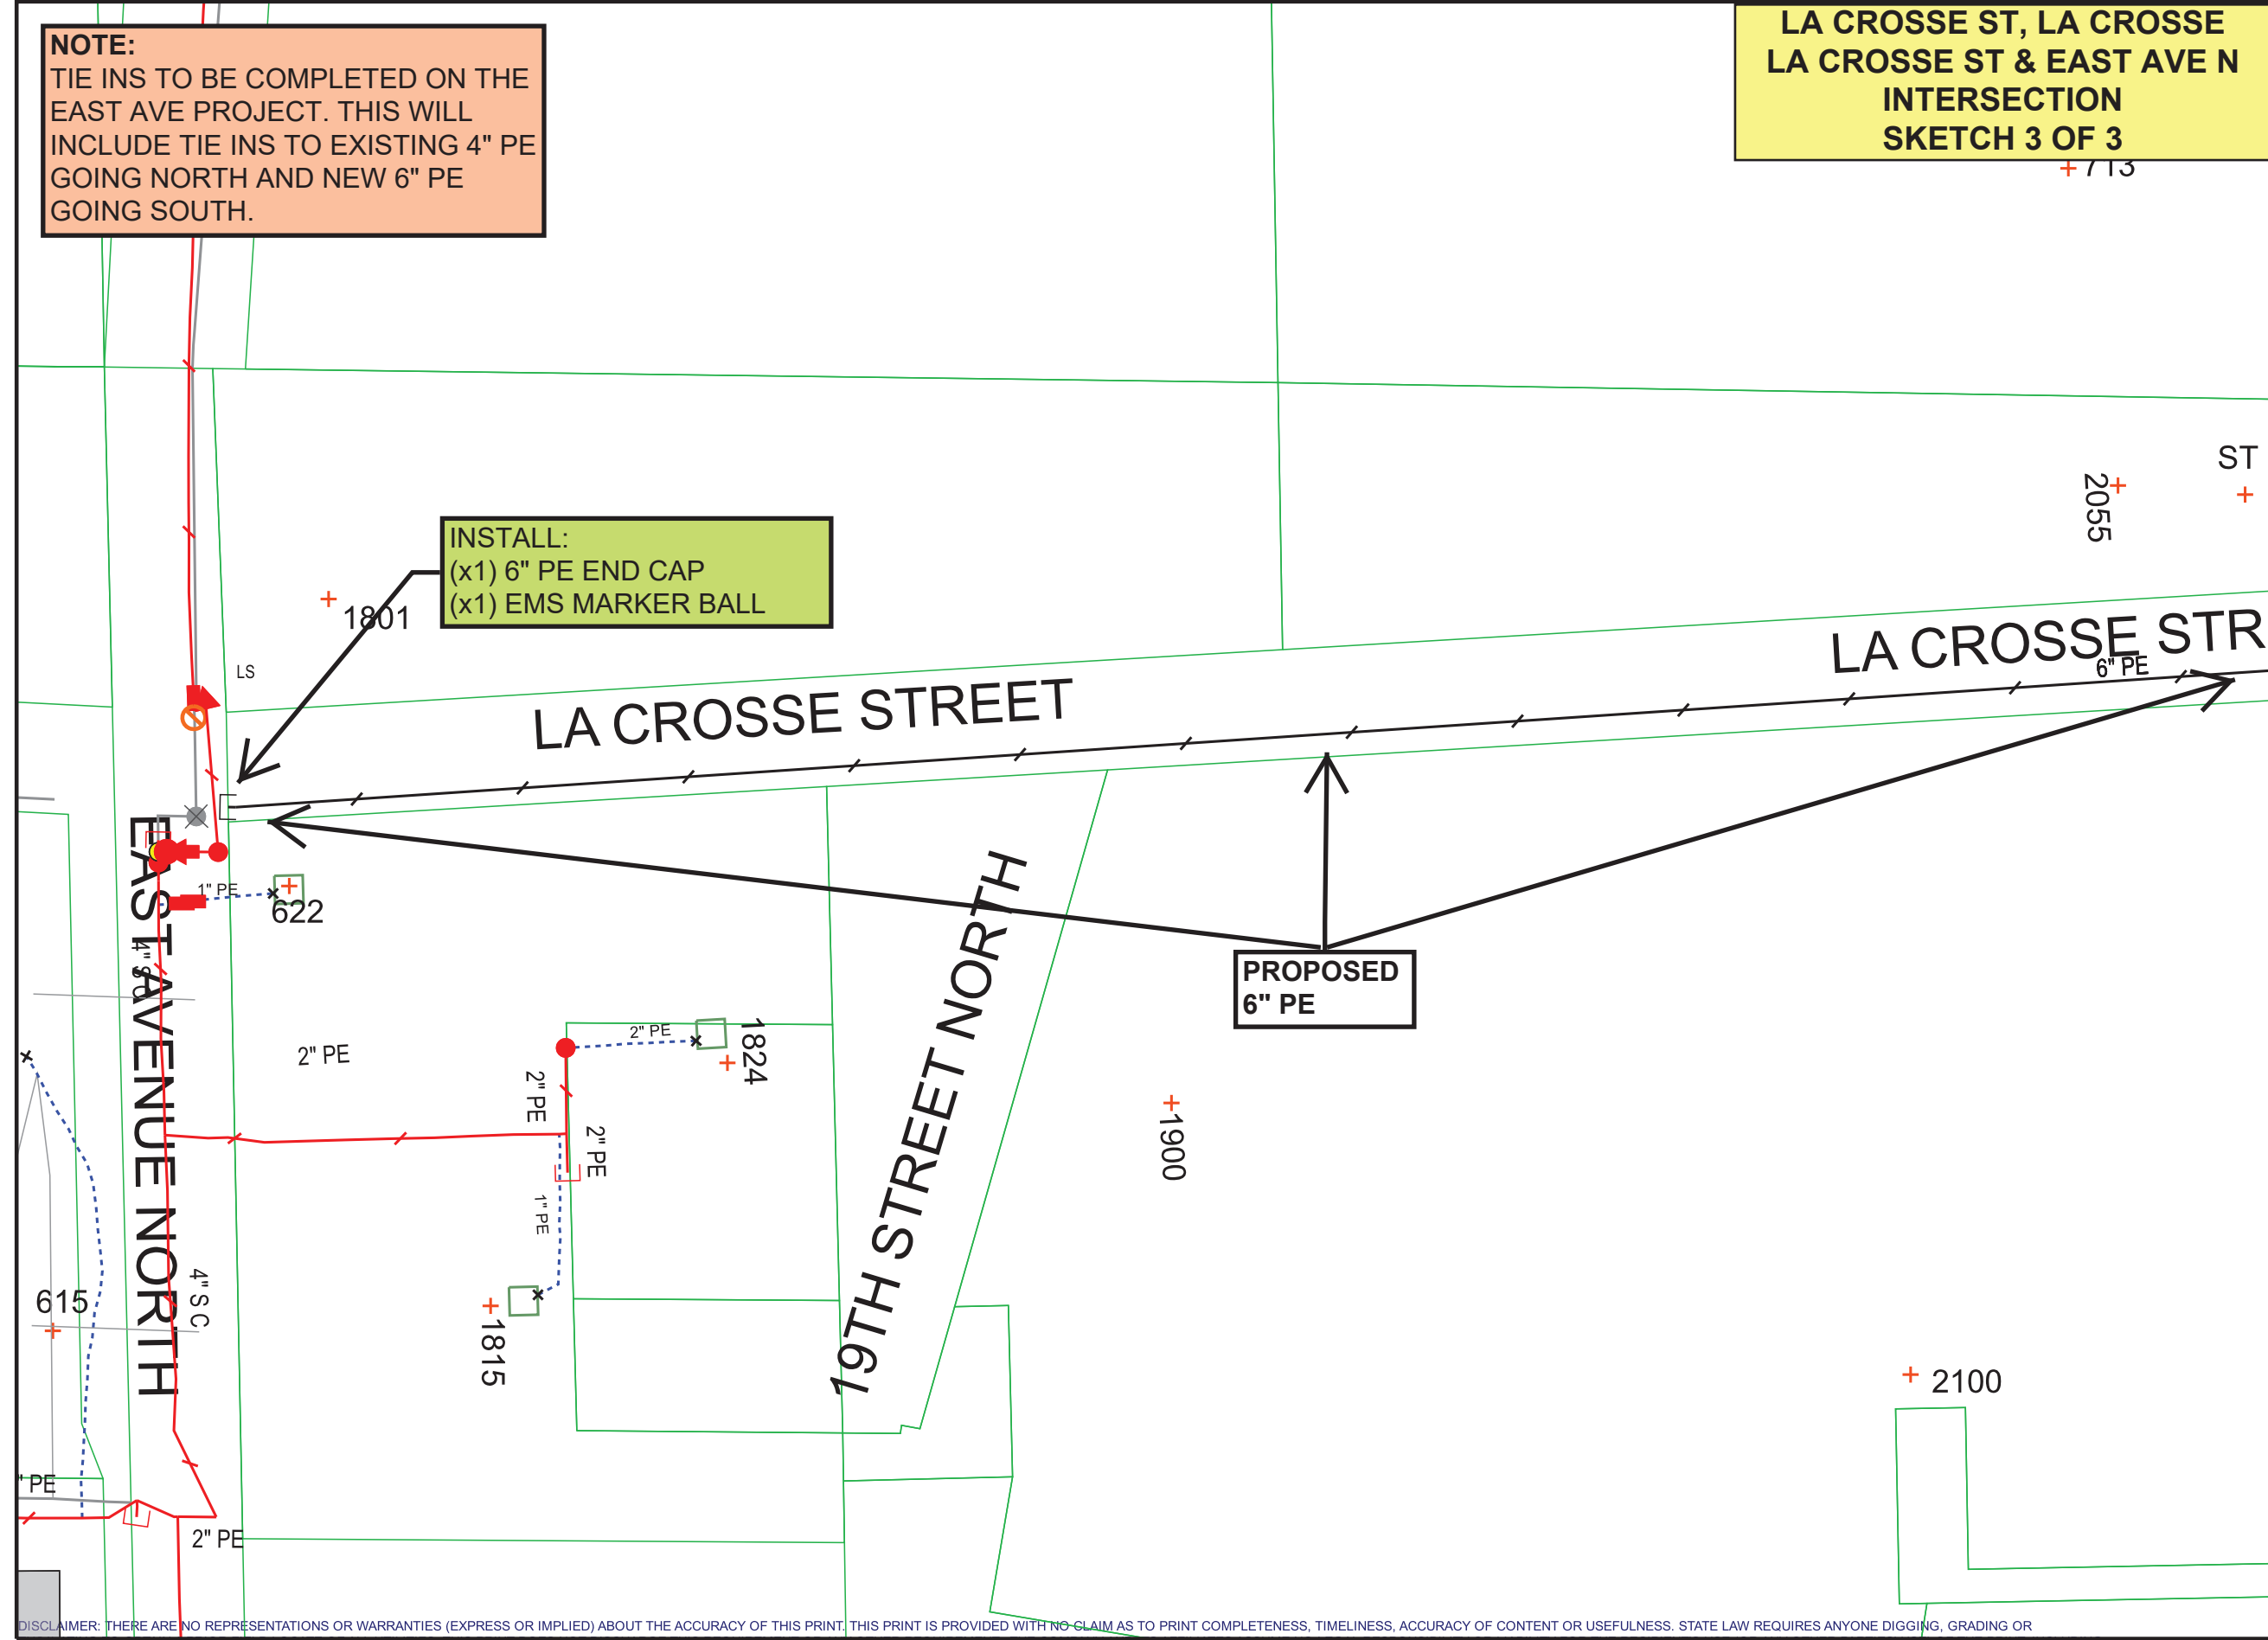 NOTE:
TIE INS TO BE COMPLETED ON THE
EAST AVE PROJECT. THIS WILL
INCLUDE TIE INS TO EXISTING 4" PE
GOING NORTH AND NEW 6" PE
GOING SOUTH.
LA CROSSE ST, LA CROSSE
LA CROSSE ST & EAST AVE N
INTERSECTION
SKETCH 3 OF 3
713
ST
2055
INSTALL:
(x1) 6" PE END CAP
(x1) EMS MARKER BALL
1801
LS
LA CROSSE STREET
LA CROSSE STR
6" PE
EAST AVENUE NORTH
1" PE
622
4" S C
19TH STREET NORTH
PROPOSED
6" PE
2" PE
2" PE
1824
2" PE
2" PE
1" PE
1900
615
4" S C
1815
2100
" PE
2" PE
DISCLAIMER: THERE ARE NO REPRESENTATIONS OR WARRANTIES (EXPRESS OR IMPLIED) ABOUT THE ACCURACY OF THIS PRINT. THIS PRINT IS PROVIDED WITH NO CLAIM AS TO PRINT COMPLETENESS, TIMELINESS, ACCURACY OF CONTENT OR USEFULNESS. STATE LAW REQUIRES ANYONE DIGGING, GRADING OR